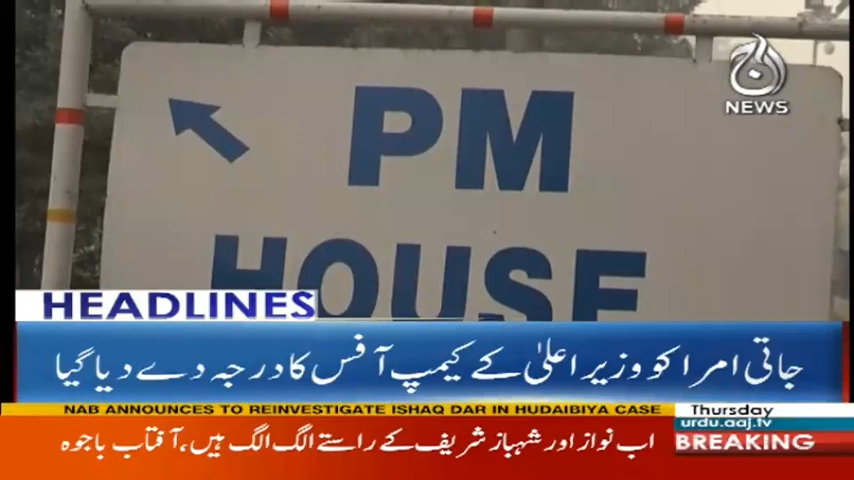 NEWS
PM
HOUSE
HEADLINES
جاتی امرا کو وزیر اعلیٰ کے کیمپ آفس کا درجہ دے دیا گیا
NAB ANNOUNCES TO REINVESTIGATE ISHAQ DAR IN HUDAIBIYA CASE
Thursday
urdu.aaj.tv
BREAKING
اب نواز اور شہباز شریف کے راستے الگ الگ ہیں، آفتاب باجوہ